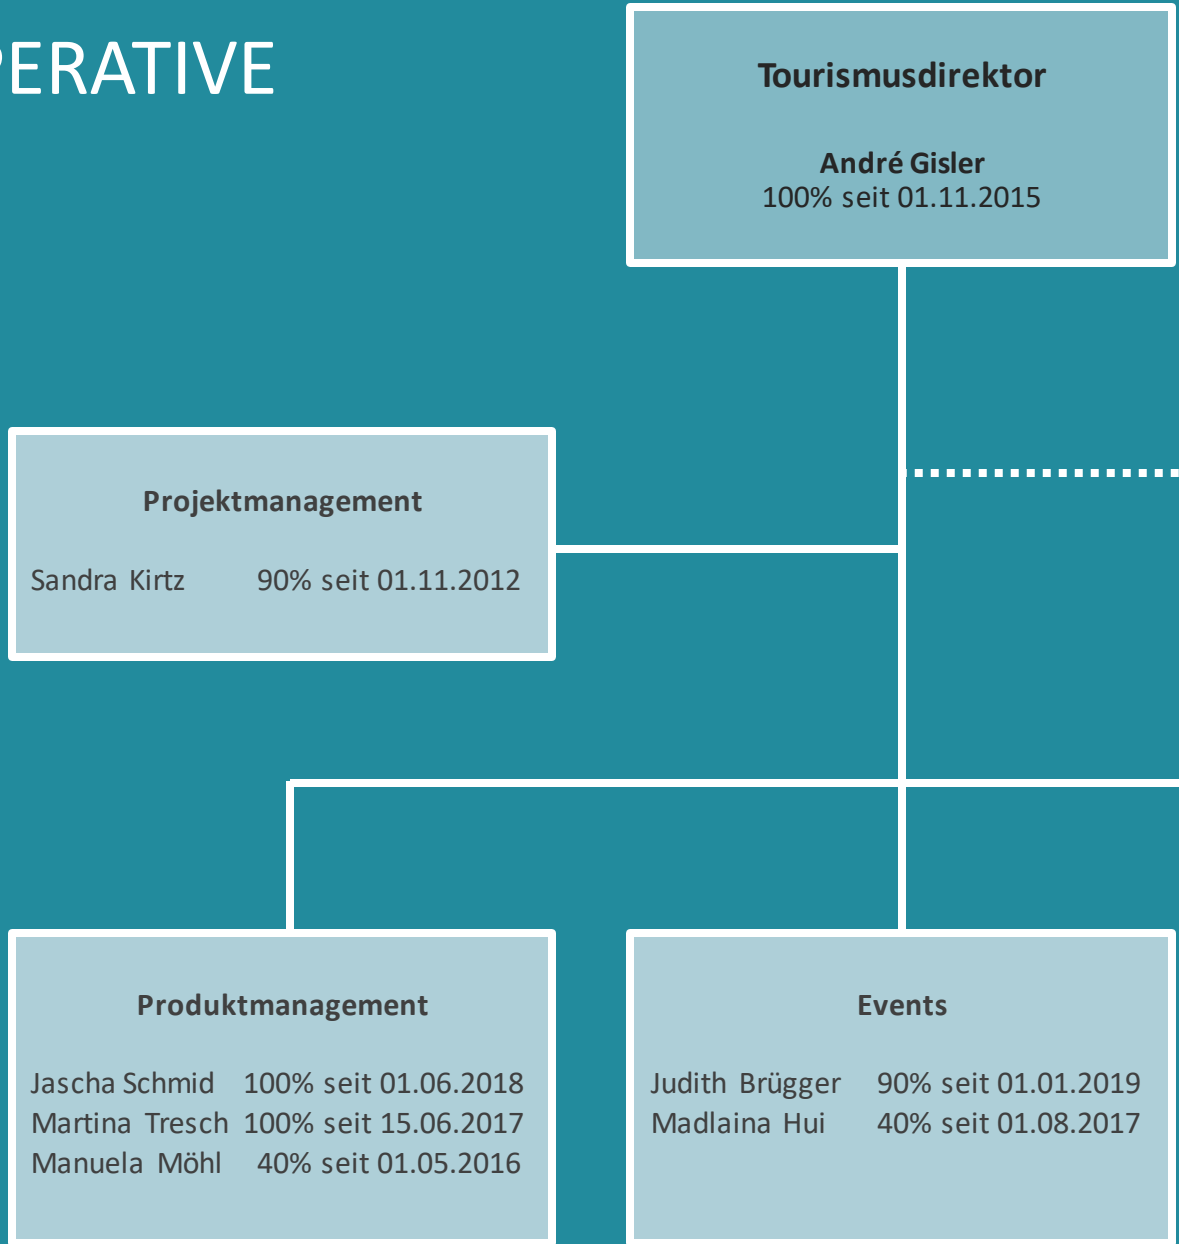 PERATIVE
Tourismusdirektor
André Gisler
100% seit 01.11.2015
Projektmanagement
Sandra Kirtz 90% seit 01.11.2012
Produktmanagement
Jascha Schmid 100% seit 01.06.2018
Martina Tresch 100% seit 15.06.2017
Manuela Möhl 40% seit 01.05.2016
Events
Judith Brügger 90% seit 01.01.2019
Madlaina Hui 40% seit 01.08.2017